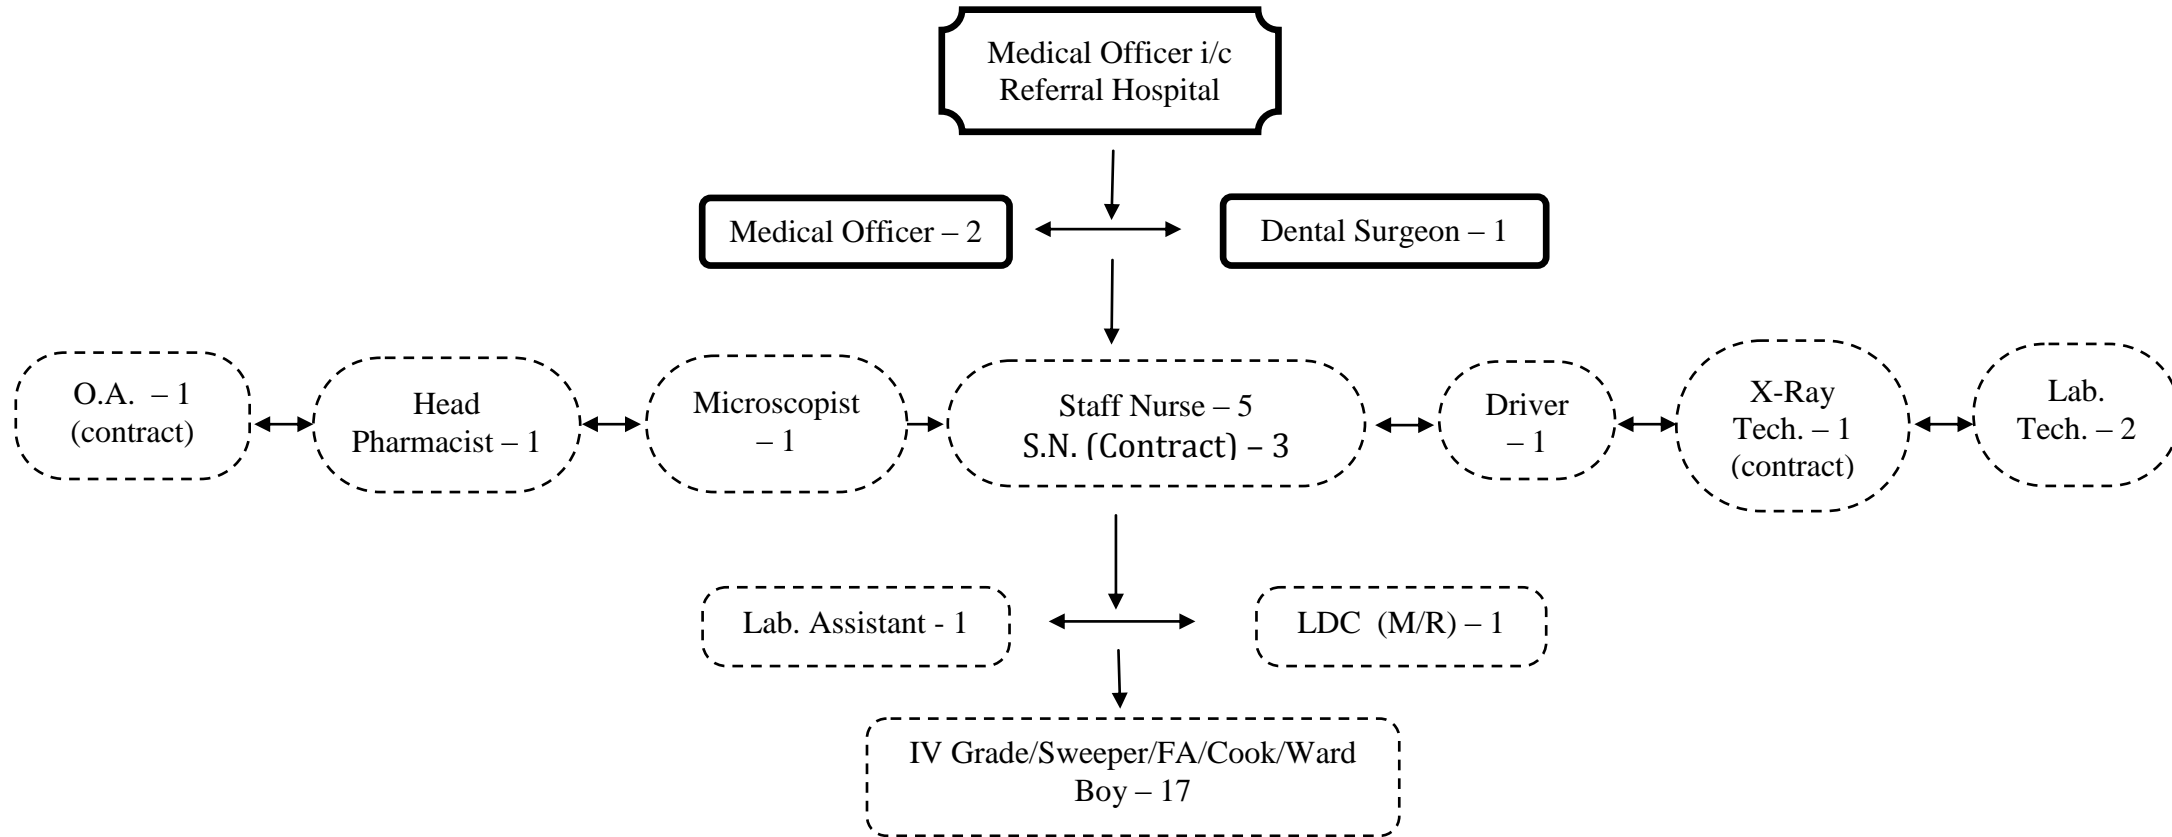 Medical Officer i/c
Referral Hospital
Medical Officer – 2
Dental Surgeon – 1
O.A.  – 1
(contract)
Head
Pharmacist – 1
Microscopist
– 1
Staff Nurse – 5
S.N. (Contract) – 3
Driver
– 1
X-Ray
Tech. – 1
(contract)
Lab.
Tech. – 2
Lab. Assistant - 1
LDC  (M/R) – 1
IV Grade/Sweeper/FA/Cook/Ward
Boy – 17